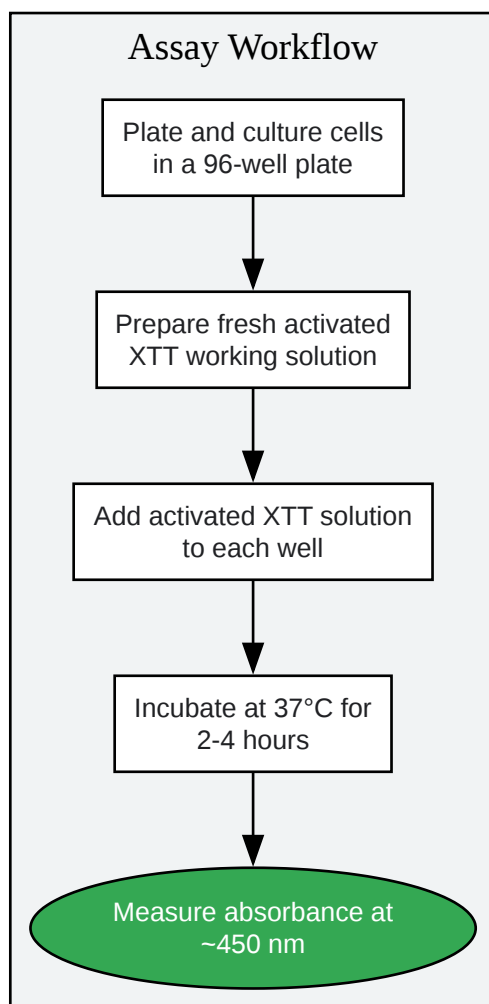 Assay Workflow
Plate and culture cells
in a 96-well plate
Prepare fresh activated
XTT working solution
Add activated XTT solution
to each well
Incubate at 37°C for
2-4 hours
Measure absorbance at
~450 nm